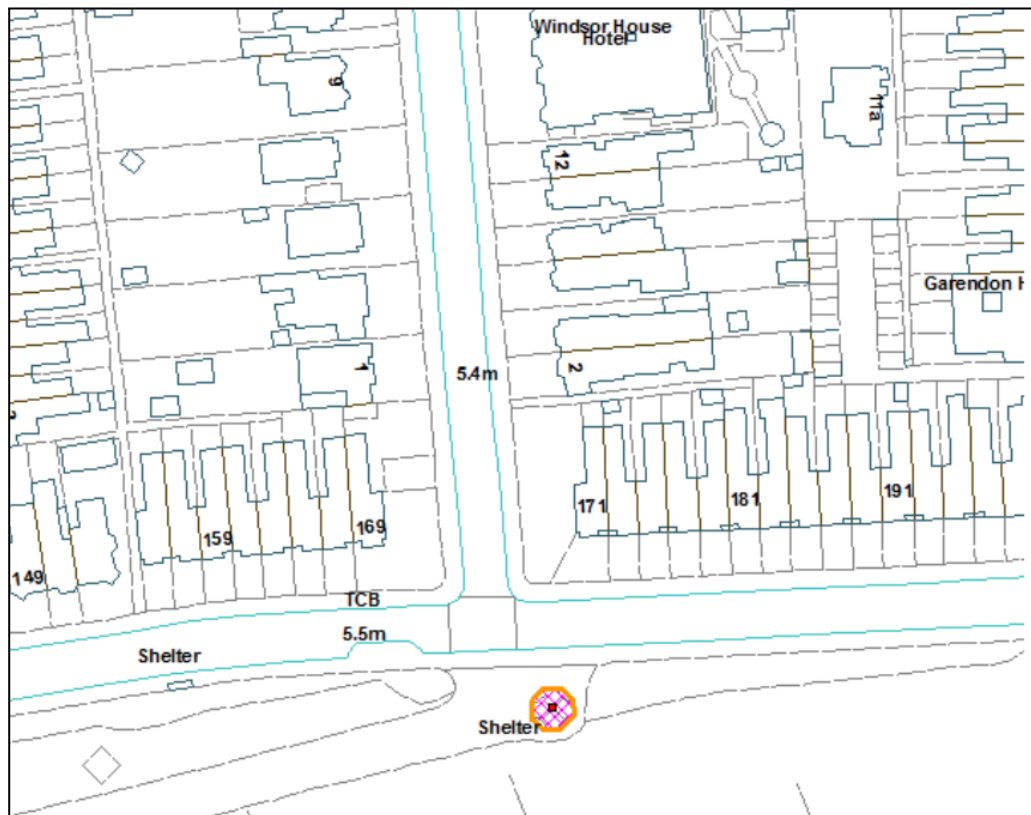 Windsor House
Hotel
9
11a
12
Garendon H
5.4m
1
2
171
181
191
159
169
149
TCB
5.5m
Shelter
Shelter